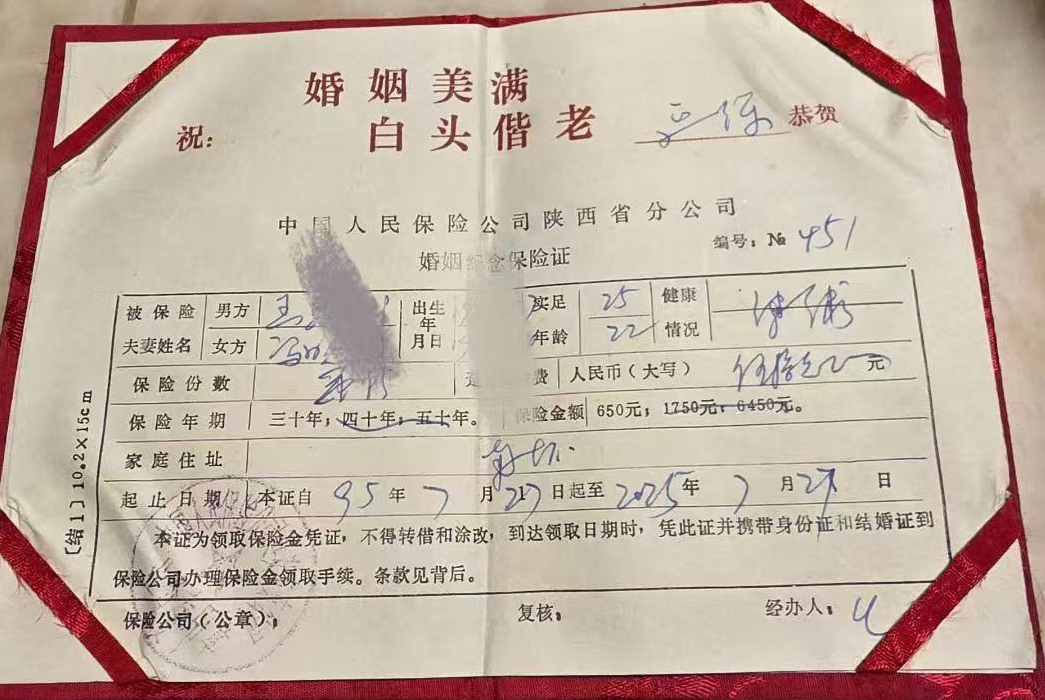 婚姻美满
祝： 白头偕老 恭贺
中国人民保险公司陕西省分公司
婚姻纪念保险证 编号：№ 451
被保险 男方 王 出生 实足 25 健康
夫妻姓名 女方 冯 年月日 年龄 22 情况
保险份数 费 人民币（大写） 元
保险年期 三十年；四十年；五十年。 保险金额 650元；1750元；6450元。
家庭住址
起止日期 本证自 95 年 7 月 27 日起至 2025 年 7 月 27 日
本证为领取保险金凭证，不得转借和涂改，到达领取日期时，凭此证并携带身份证和结婚证到
保险公司办理保险金领取手续。条款见背后。
保险公司（公章）： 复核： 经办人：
〔结1〕10.2×15cm